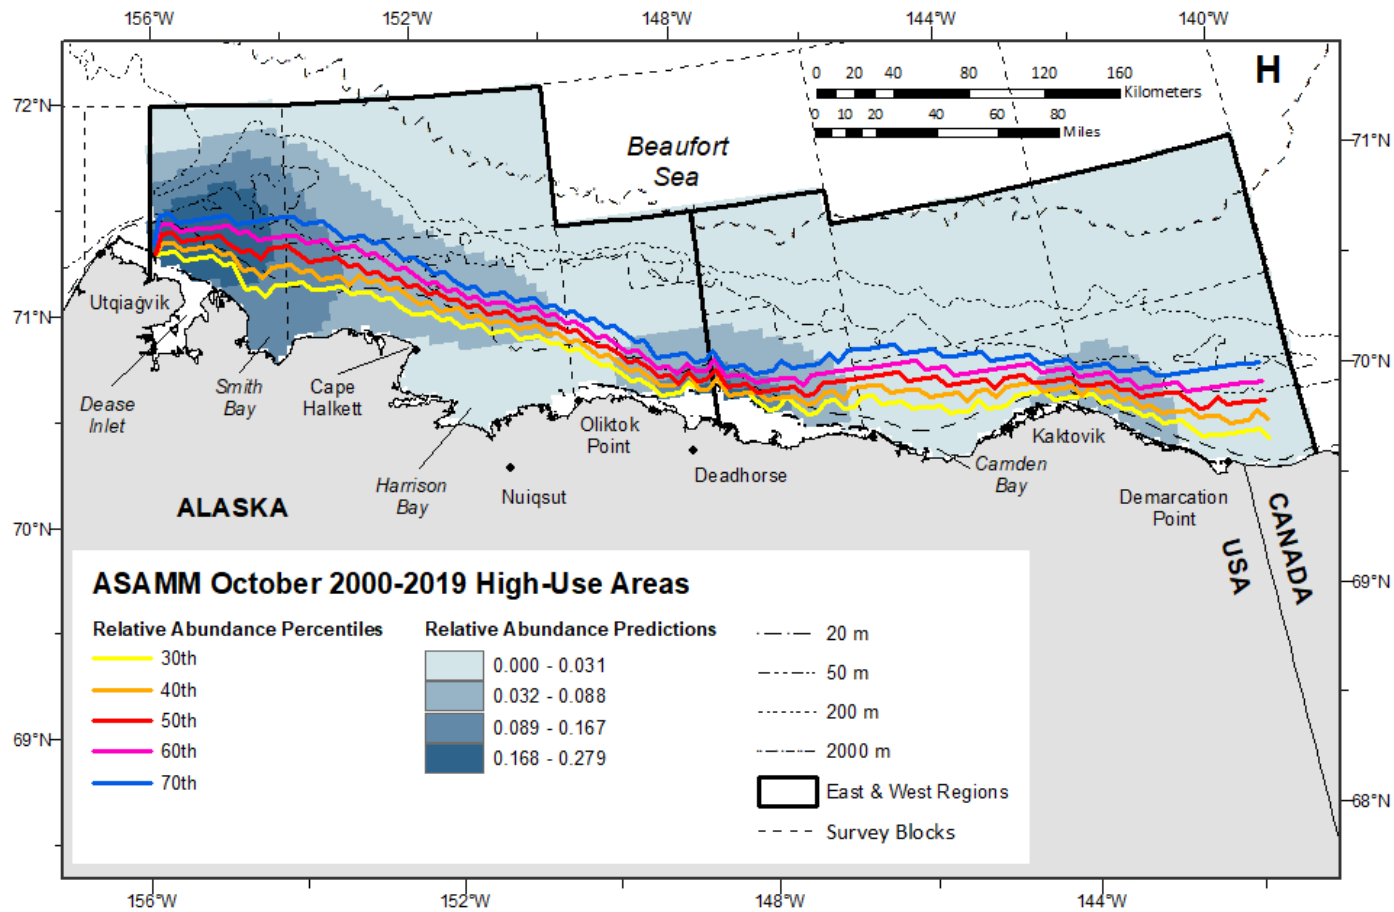 156°W
152°W
148°W
144°W
140°W
H
0 20 40 80 120 160
Kilometers
0 10 20 40 60 80
Miles
72°N
71°N
70°N
69°N
71°N
70°N
69°N
68°N
Beaufort
Sea
Utqiaġvik
Dease
Inlet
Smith
Bay
Cape
Halkett
Harrison
Bay
Nuiqsut
Oliktok
Point
Deadhorse
Camden
Bay
Kaktovik
Demarcation
Point
ALASKA
USA
CANADA
ASAMM October 2000-2019 High-Use Areas
Relative Abundance Percentiles
30th
40th
50th
60th
70th
Relative Abundance Predictions
0.000 - 0.031
0.032 - 0.088
0.089 - 0.167
0.168 - 0.279
20 m
50 m
200 m
2000 m
East & West Regions
Survey Blocks
156°W
152°W
148°W
144°W